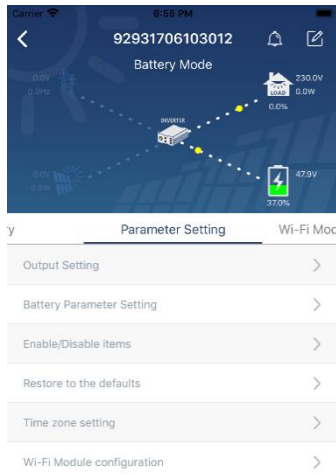 Carrier 6:55 PM
92931706103012
Battery Mode
0.0V
0.0Hz
230.0V
LOAD 0.0W
0.0%
INVERTER
0.0V
0.0W
47.9V
37.0%
y Parameter Setting Wi-Fi Mod
Output Setting
Battery Parameter Setting
Enable/Disable items
Restore to the defaults
Time zone setting
Wi-Fi Module configuration